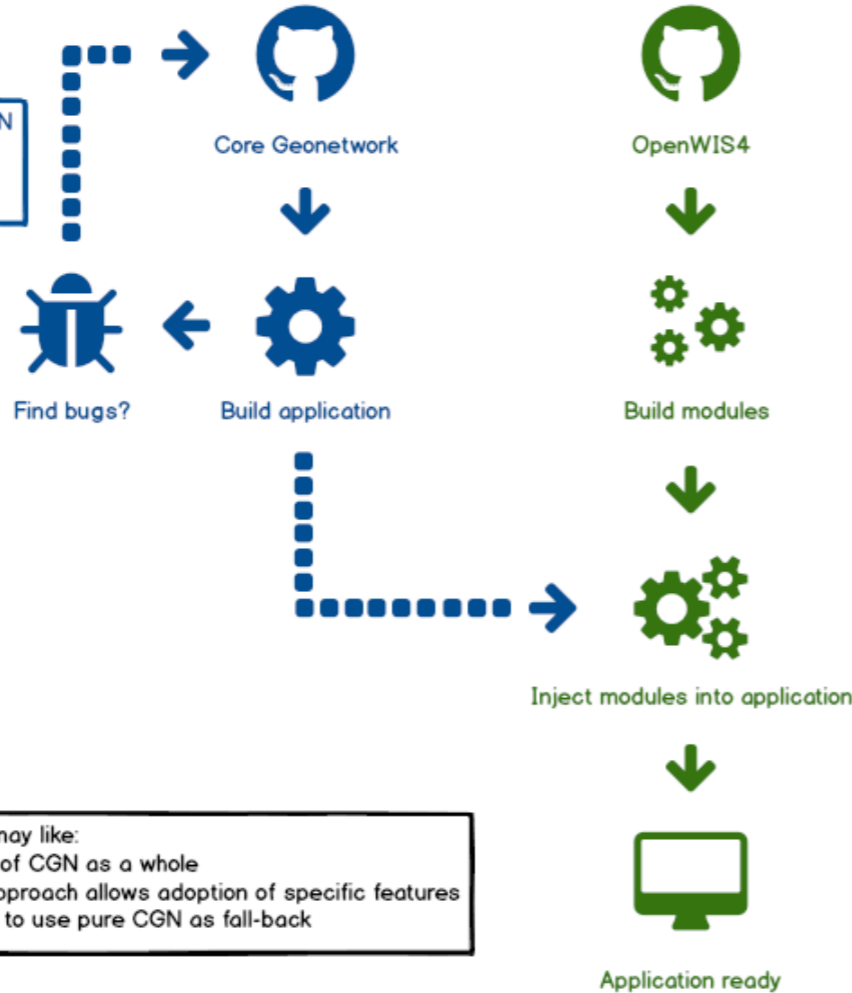 N
Core Geonetwork
OpenWIS4
Find bugs?
Build application
Build modules
Inject modules into application
may like:
of CGN as a whole
approach allows adoption of specific features
to use pure CGN as fall-back
Application ready